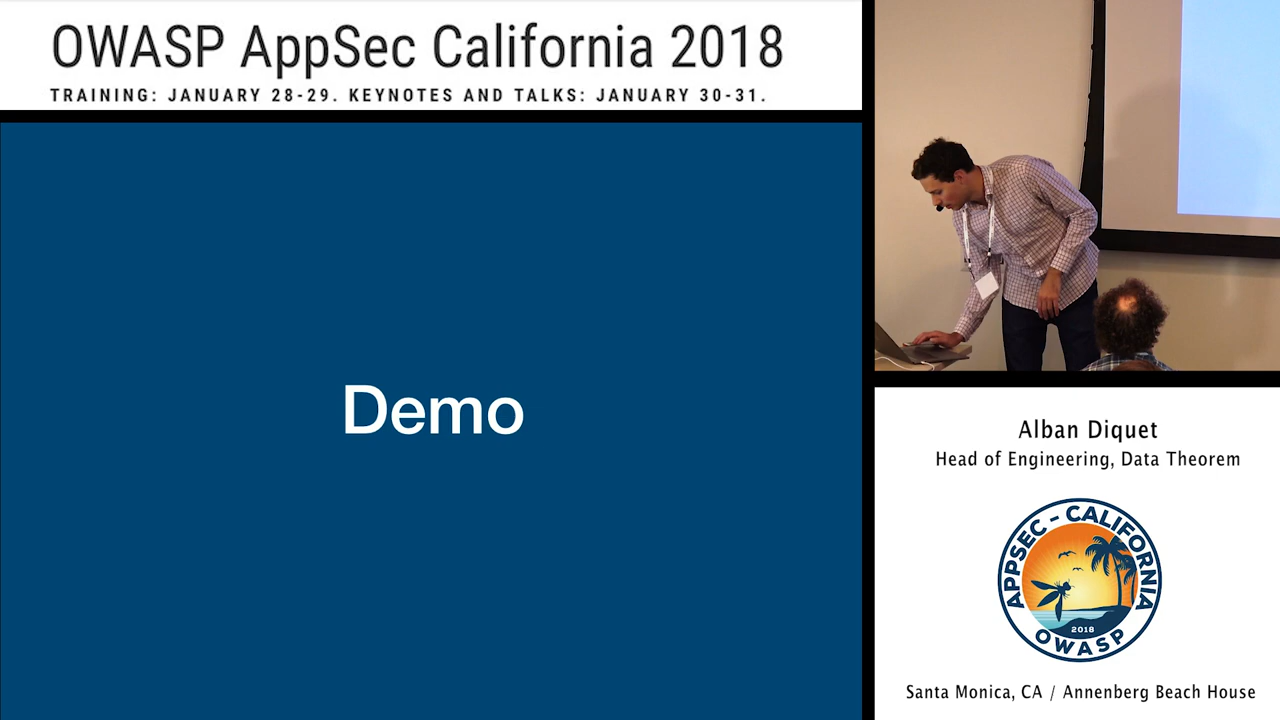 OWASP AppSec California 2018
TRAINING: JANUARY 28-29. KEYNOTES AND TALKS: JANUARY 30-31.
Demo
Alban Diquet
Head of Engineering, Data Theorem
APPSEC - CALIFORNIA
2018
OWASP
Santa Monica, CA / Annenberg Beach House